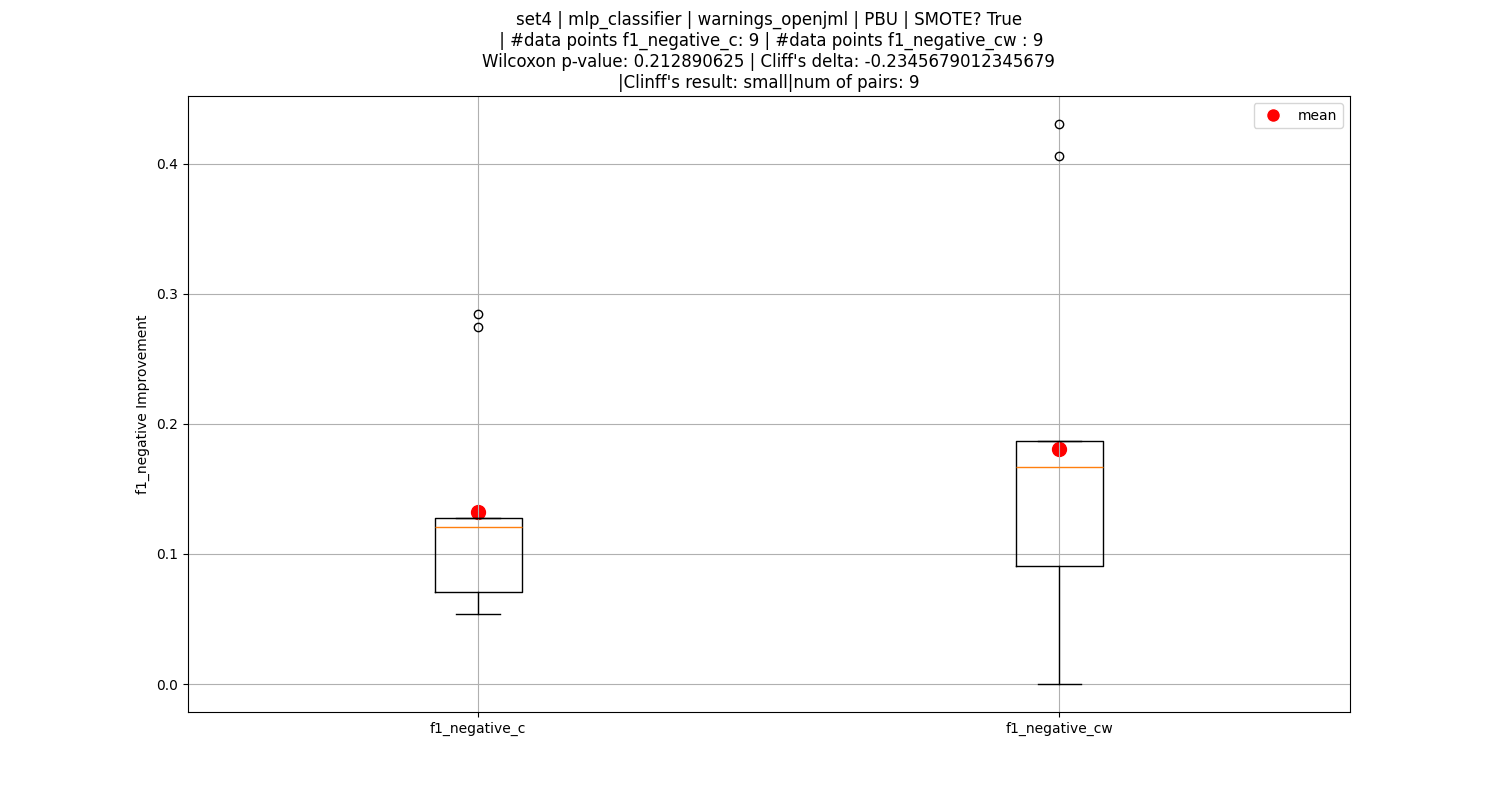 set4 | mlp_classifier | warnings_openjml | PBU | SMOTE? True
| #data points f1_negative_c: 9 | #data points f1_negative_cw : 9
Wilcoxon p-value: 0.212890625 | Cliff's delta: -0.2345679012345679
|Clinff's result: small|num of pairs: 9
mean
0.4
0.3
0.2
0.1
0.0
f1_negative Improvement
f1_negative_c
f1_negative_cw